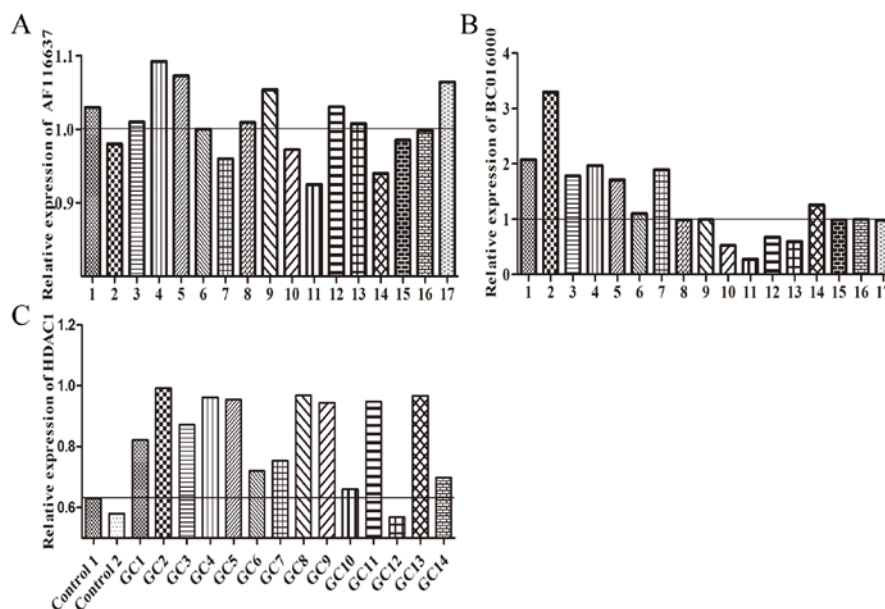 A
Relative expression of AF116637
1.1
1.0
0.9
1 2 3 4 5 6 7 8 9 10 11 12 13 14 15 16 17
B
Relative expression of BC016000
4
3
2
1
0
1 2 3 4 5 6 7 8 9 10 11 12 13 14 15 16 17
C
Relative expression of HDAC1
1.2
1.0
0.8
0.6
Control 1 Control 2 GC1 GC2 GC3 GC4 GC5 GC6 GC7 GC8 GC9 GC10 GC11 GC12 GC13 GC14